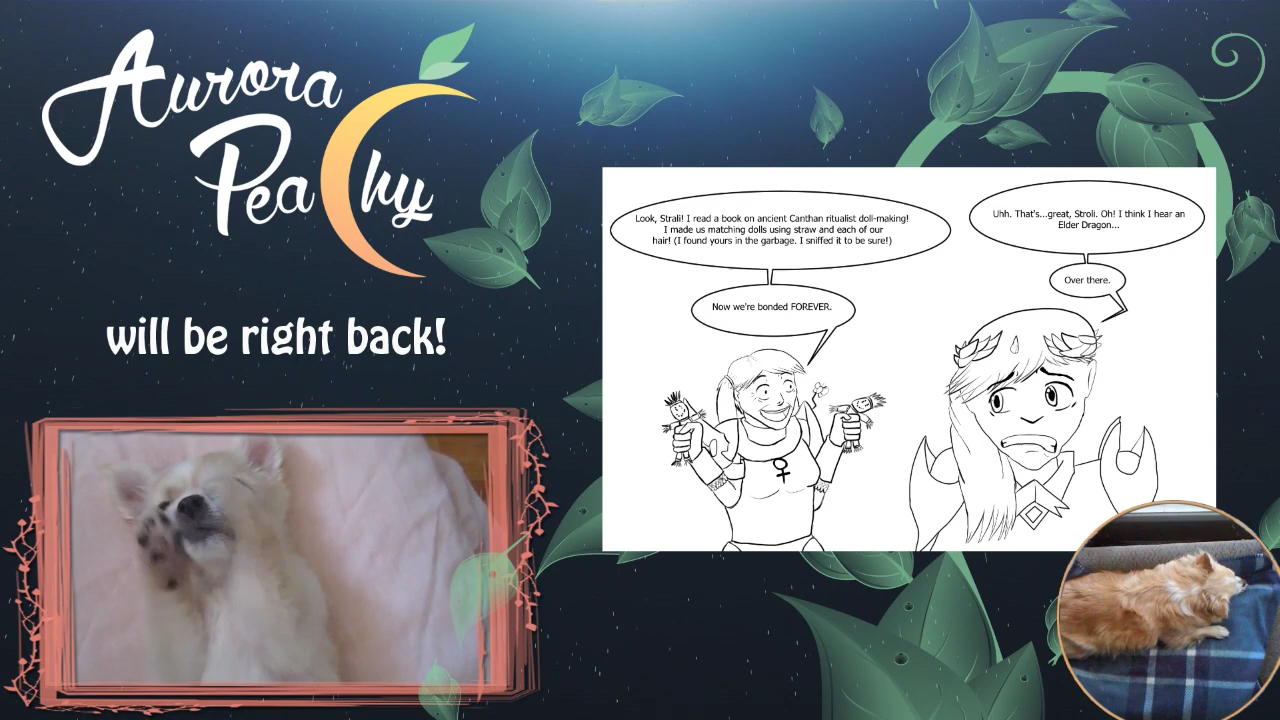 Aurora
Peachy
will be right back!
Look, Strali! I read a book on ancient Canthan ritualist doll-making!
I made us matching dolls using straw and each of our
hair! (I found yours in the garbage. I sniffed it to be sure!)
Now we're bonded FOREVER.
Uhh. That's...great, Stroli. Oh! I think I hear an
Elder Dragon...
Over there.